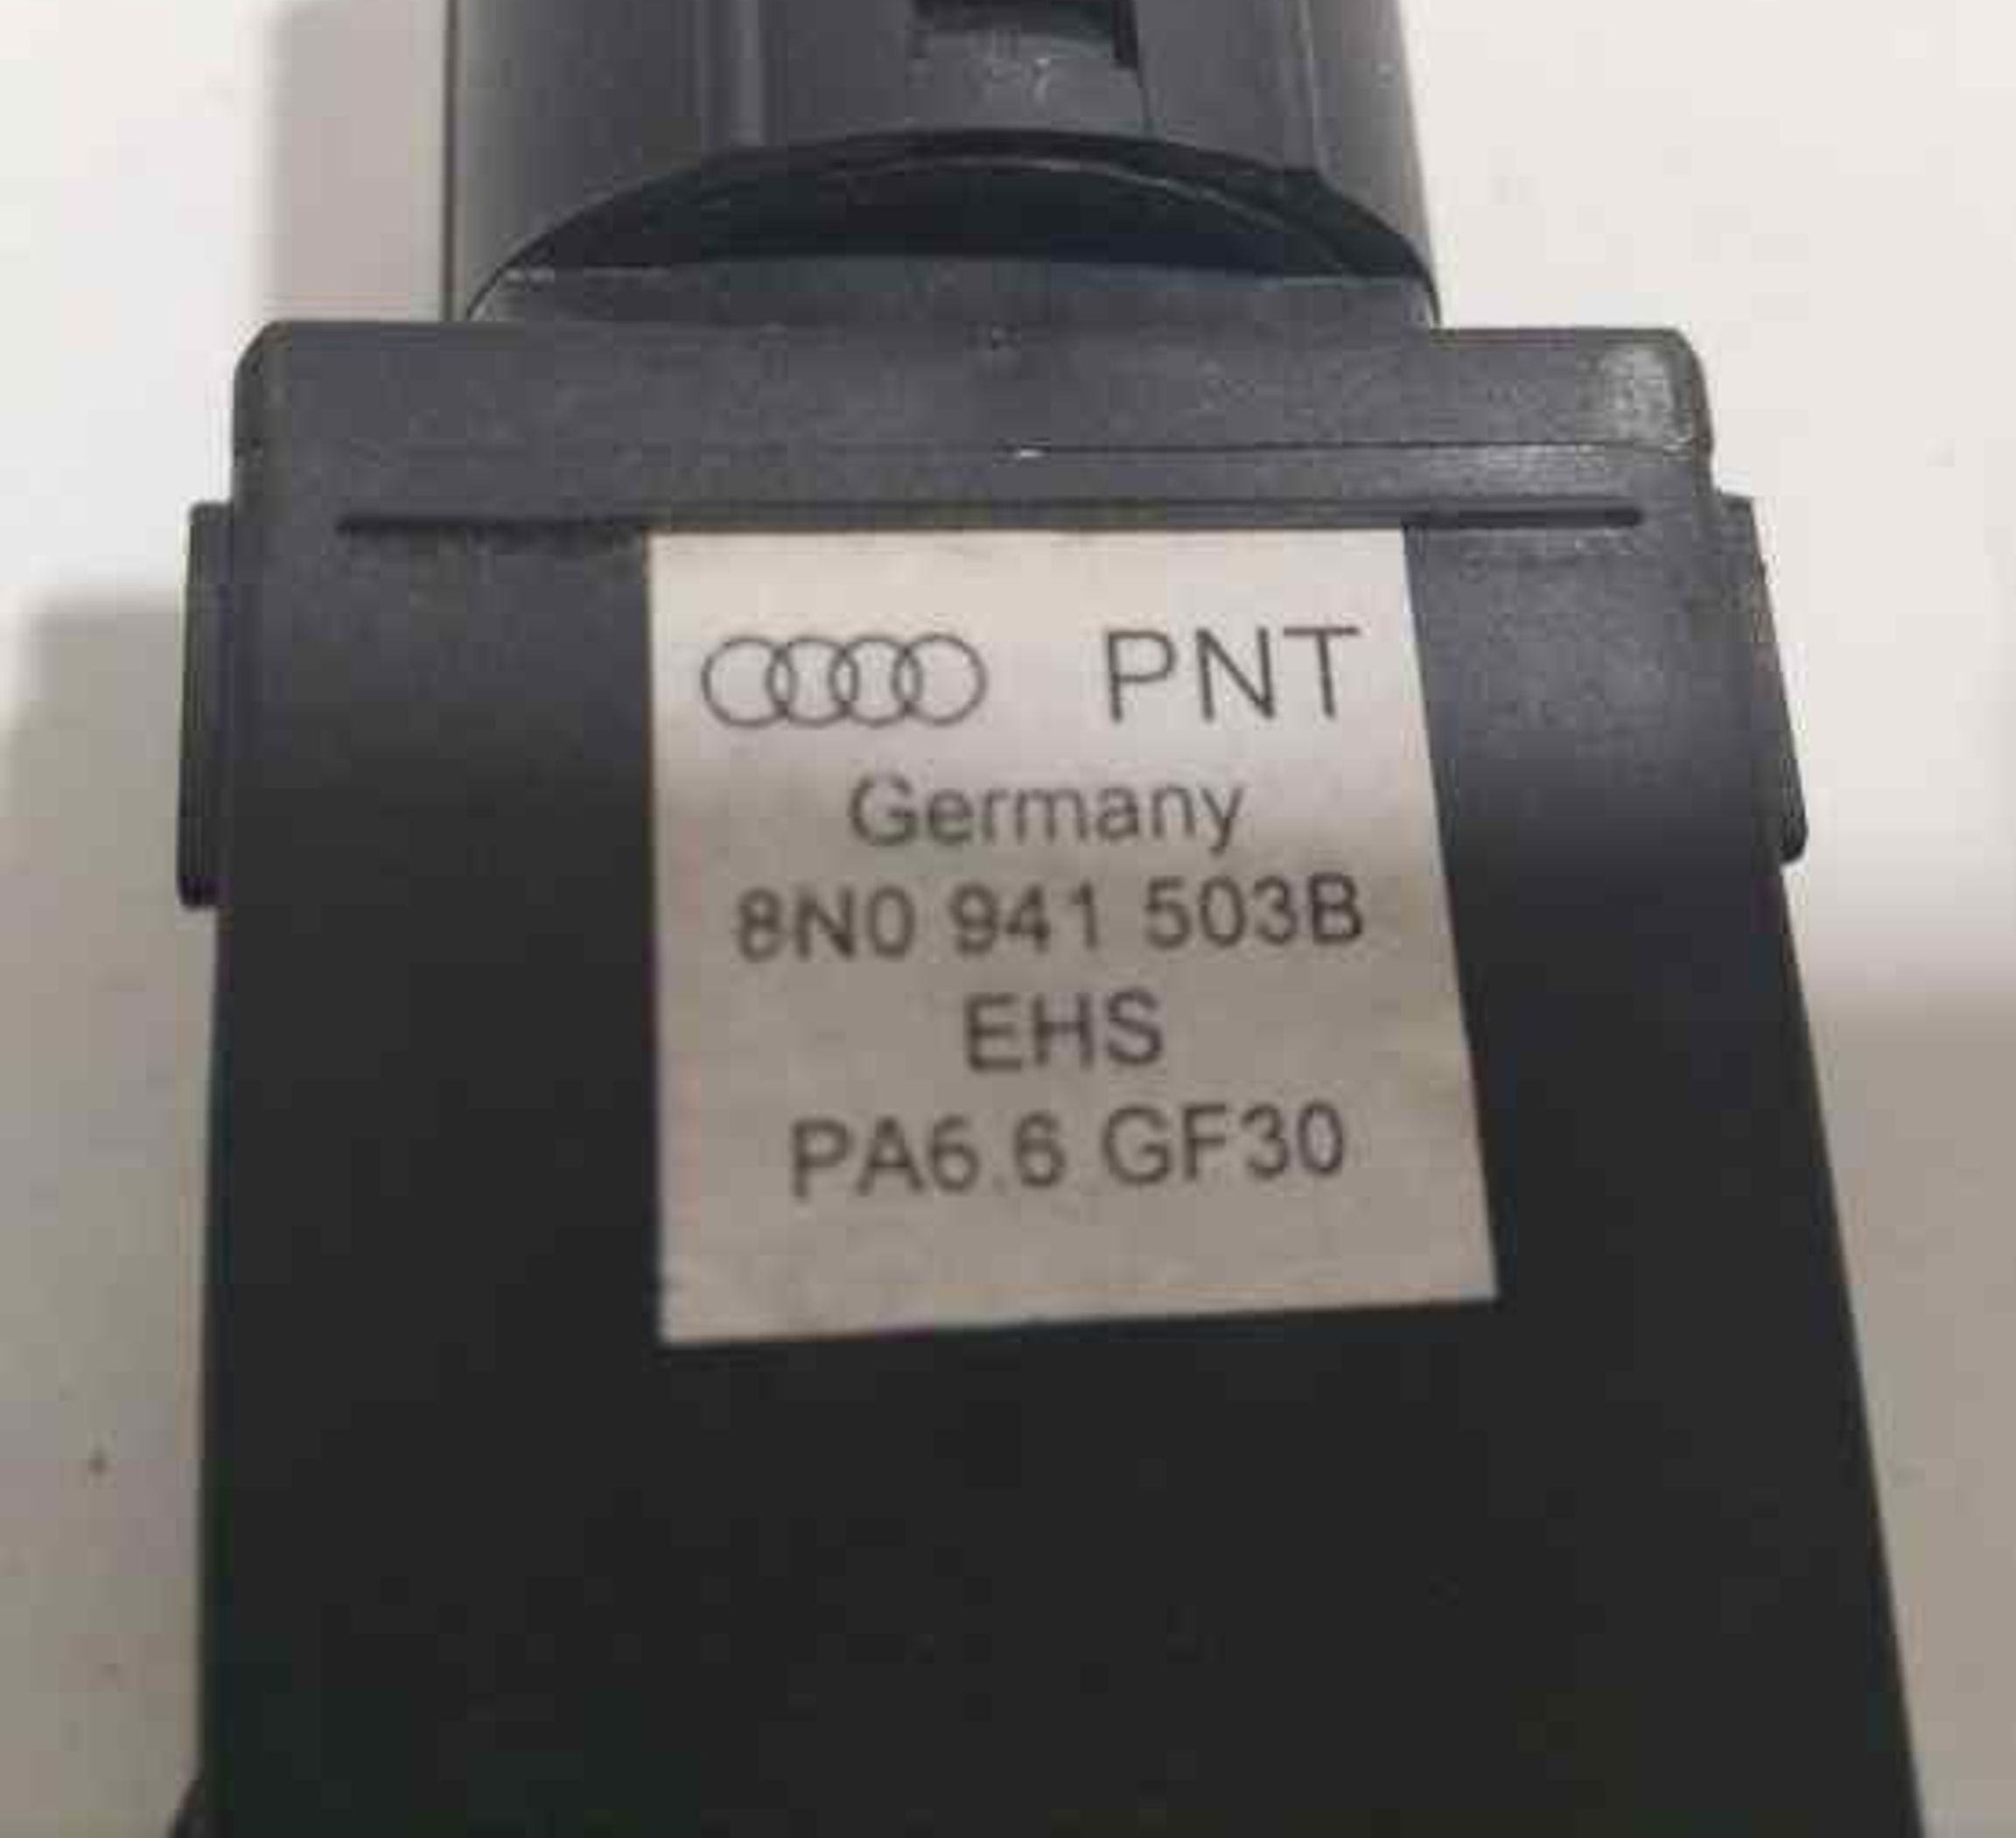 PNT
Germany
8N0 941 503B
EHS
PA6.6 GF30